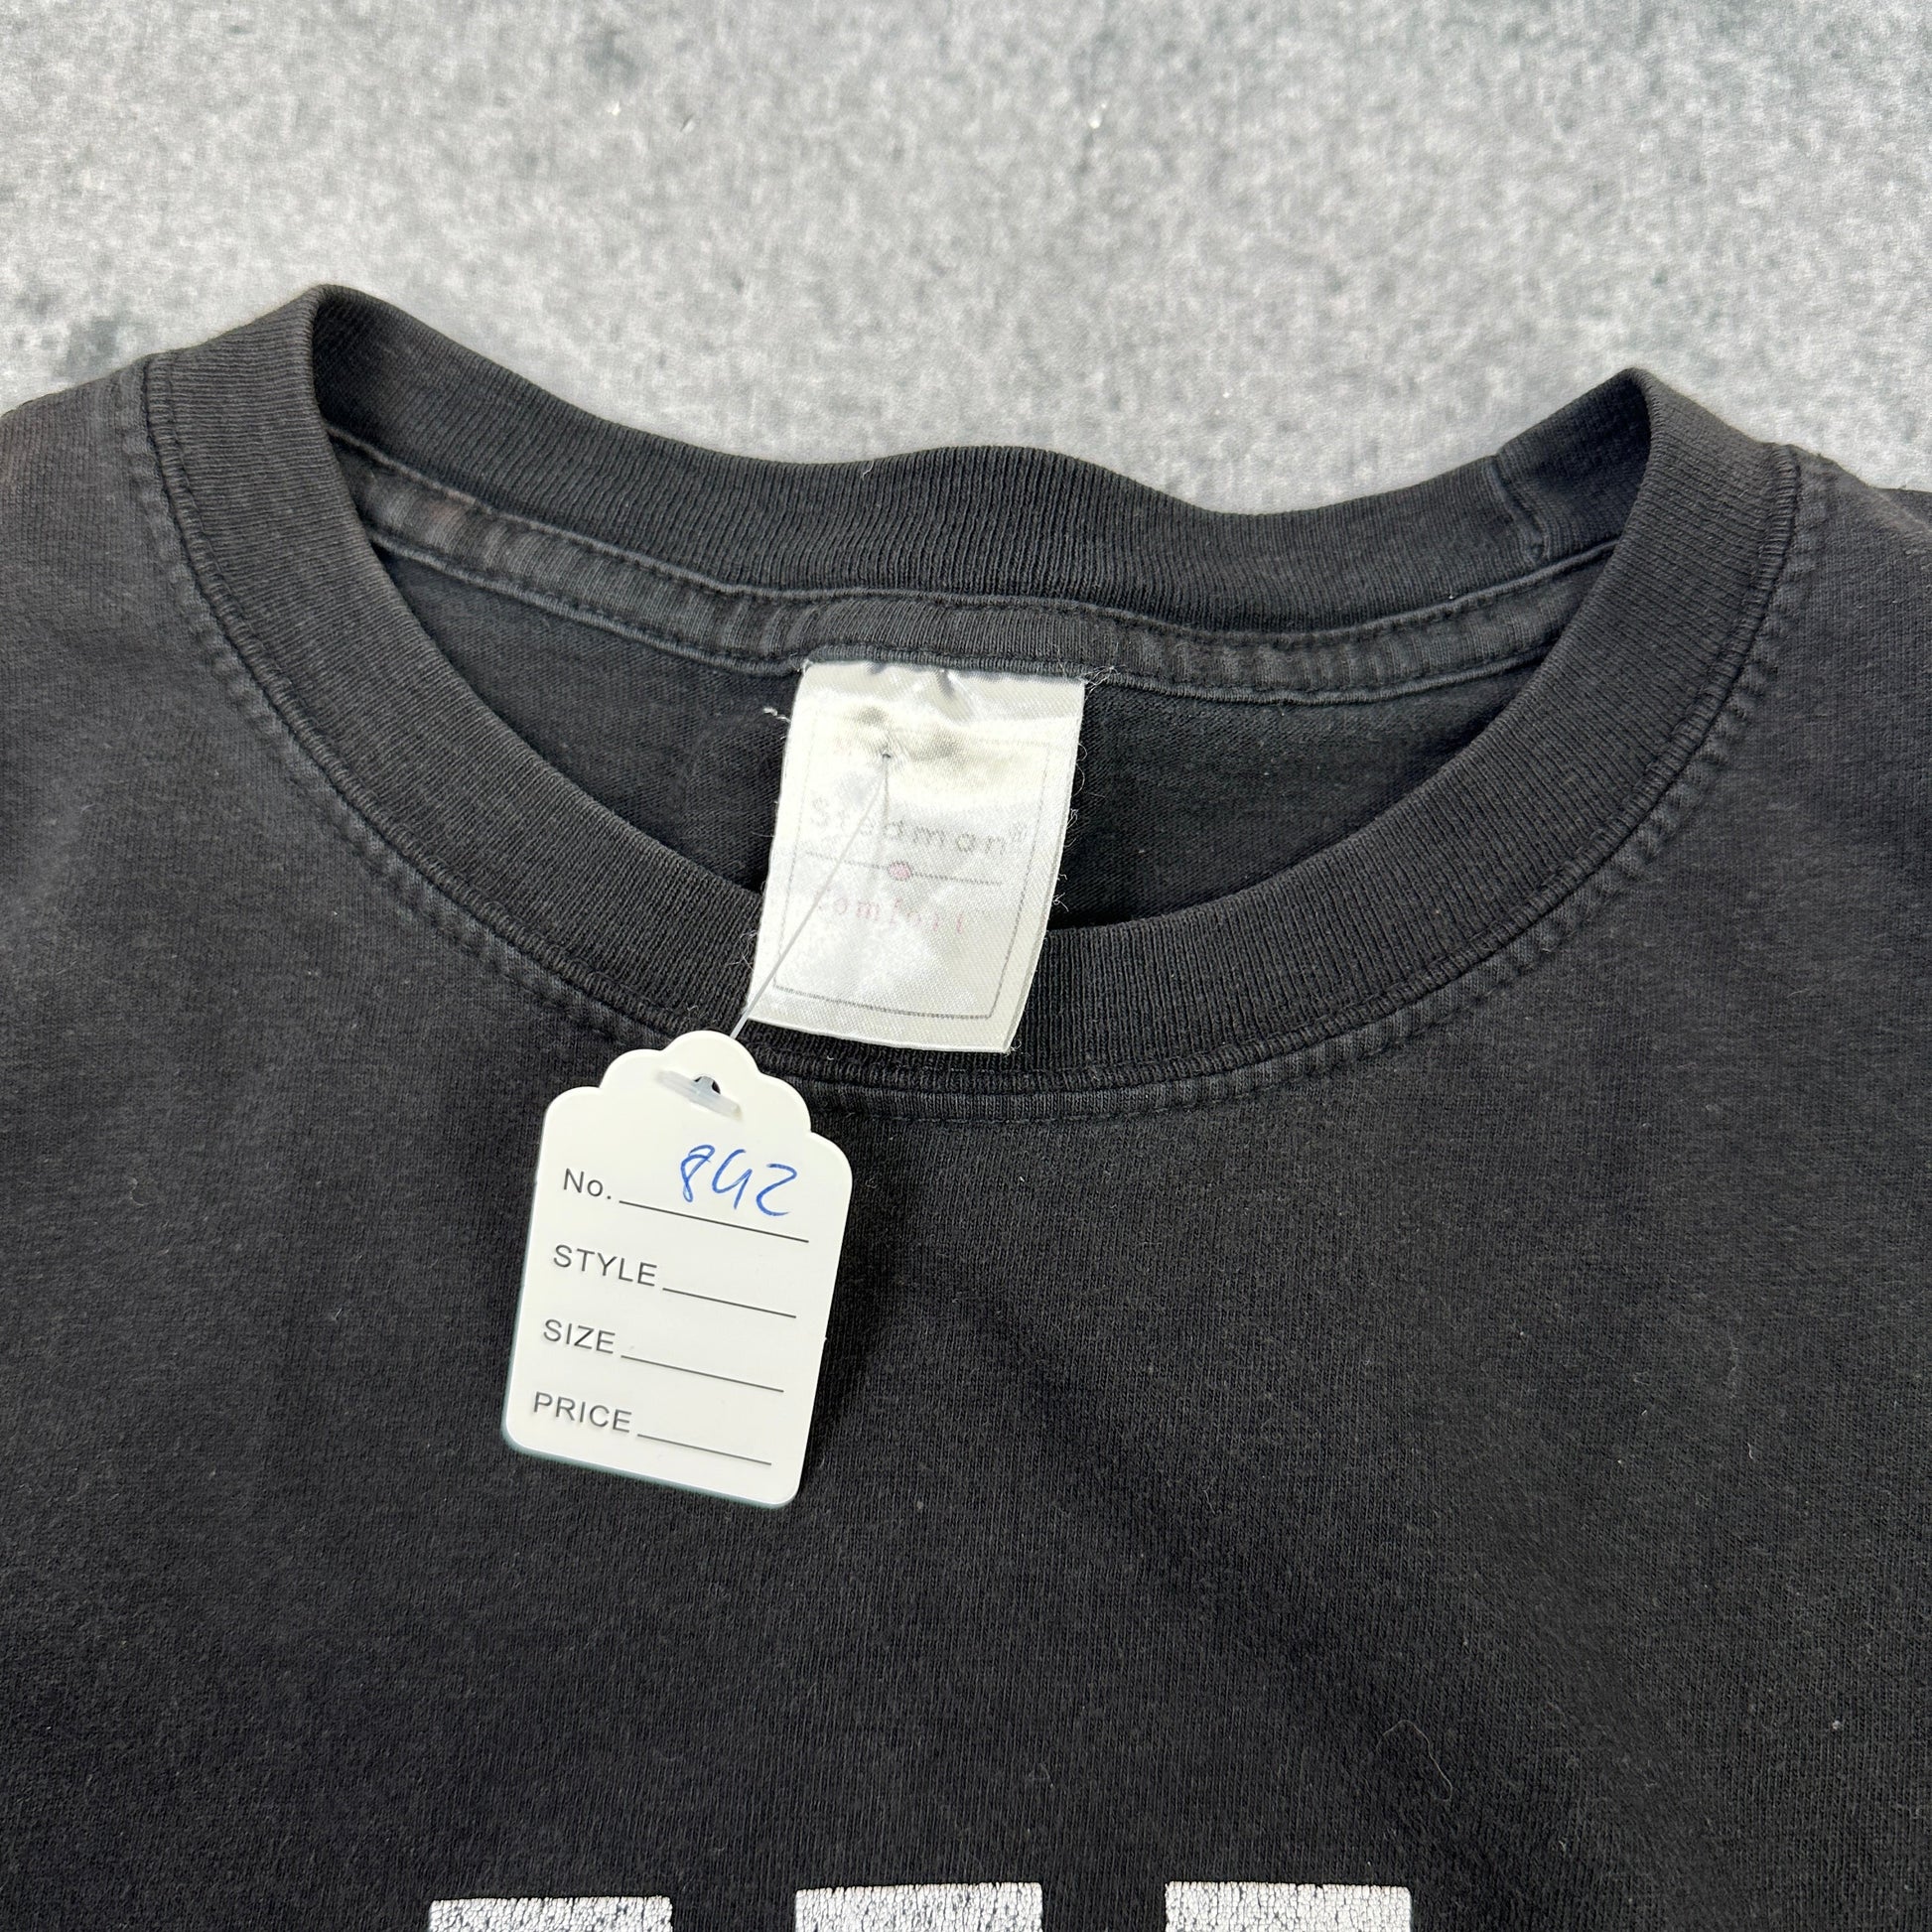 Stedman®
Comfort
No. 842
STYLE
SIZE
PRICE